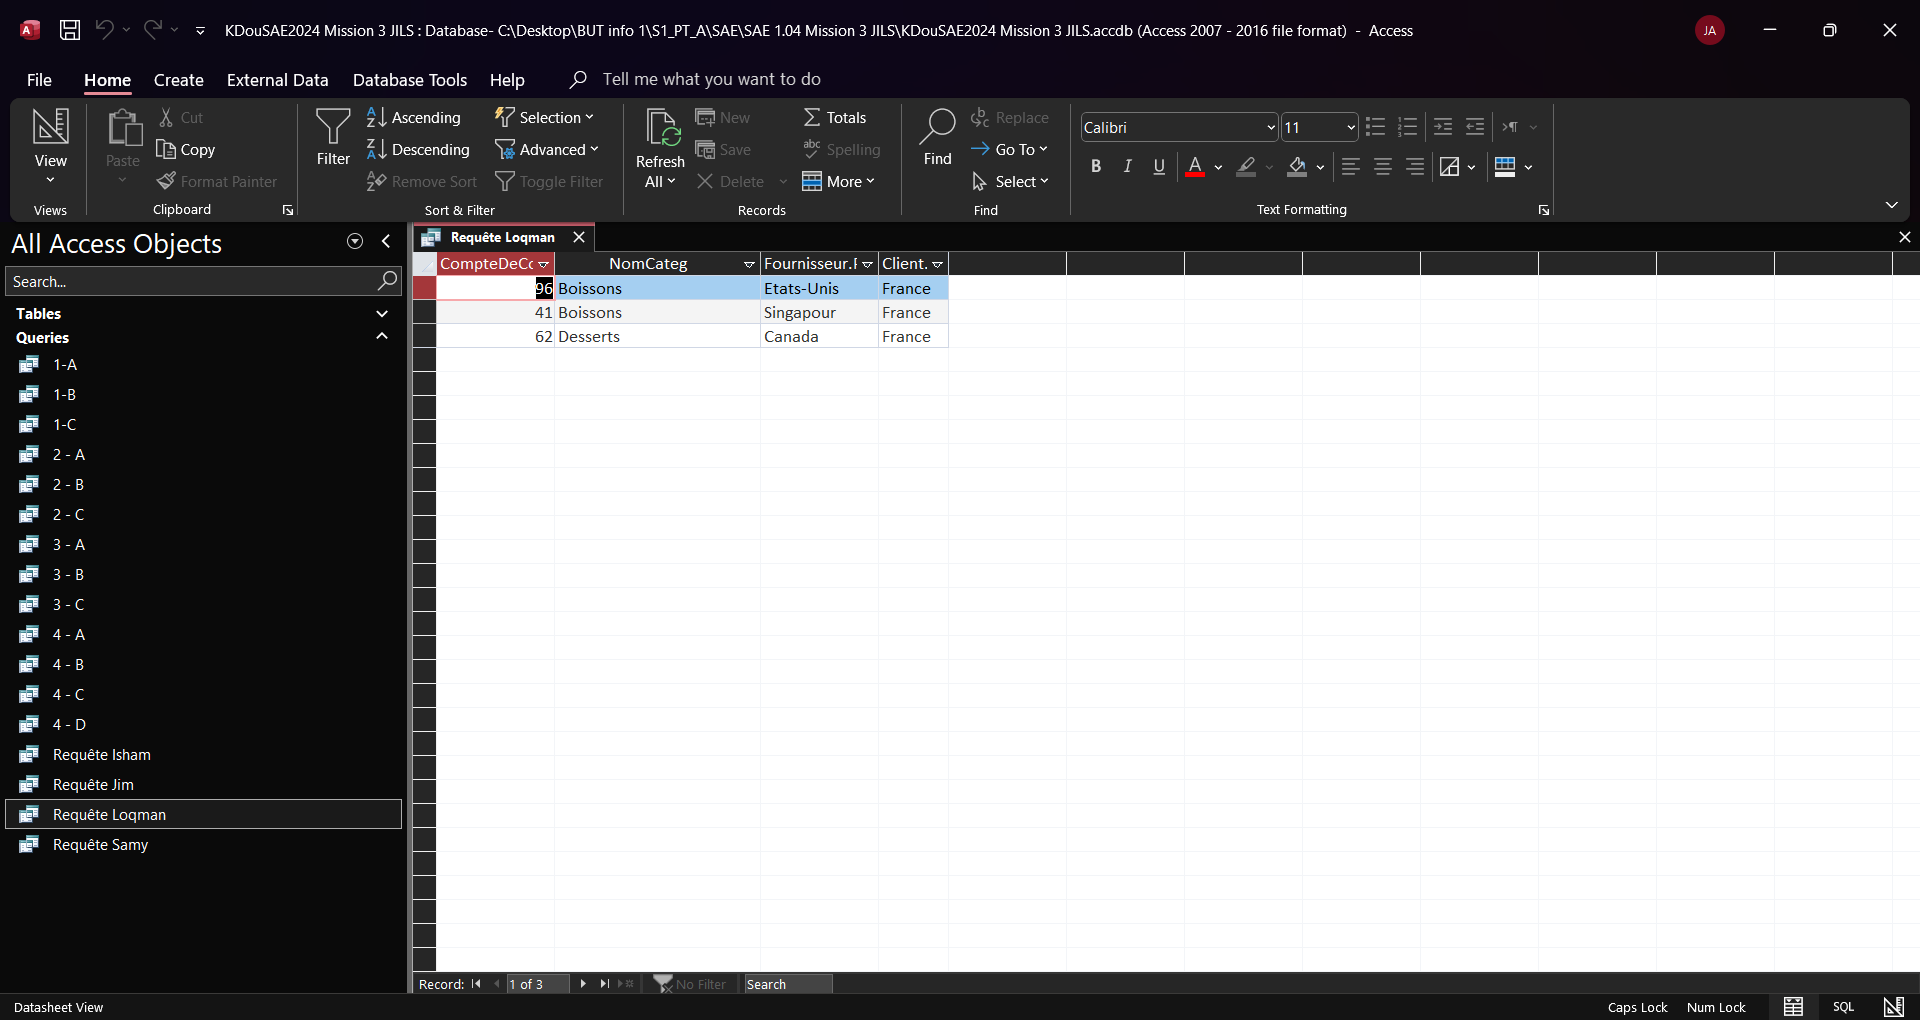 KDouSAE2024 Mission 3 JILS : Database- C:\Desktop\BUT info 1\S1_PT_A\SAE\SAE 1.04 Mission 3 JILS\KDouSAE2024 Mission 3 JILS.accdb (Access 2007 - 2016 file format) - Access
JA
File Home Create External Data Database Tools Help Tell me what you want to do
View
Views
Paste
Cut
Copy
Format Painter
Clipboard
Filter
Ascending
Descending
Remove Sort
Selection
Advanced
Toggle Filter
Sort & Filter
Refresh
All
New
Save
Delete
Totals
Spelling
More
Records
Find
Replace
Go To
Select
Find
Calibri 11
B I U A
Text Formatting
All Access Objects
Search...
Tables
Queries
1-A
1-B
1-C
2 - A
2 - B
2 - C
3 - A
3 - B
3 - C
4 - A
4 - B
4 - C
4 - D
Requête Isham
Requête Jim
Requête Loqman
Requête Samy
Requête Loqman
CompteDeCo NomCateg Fournisseur. Client.
96 Boissons Etats-Unis France
41 Boissons Singapour France
62 Desserts Canada France
Record: 1 of 3 No Filter Search
Datasheet View Caps Lock Num Lock SQL